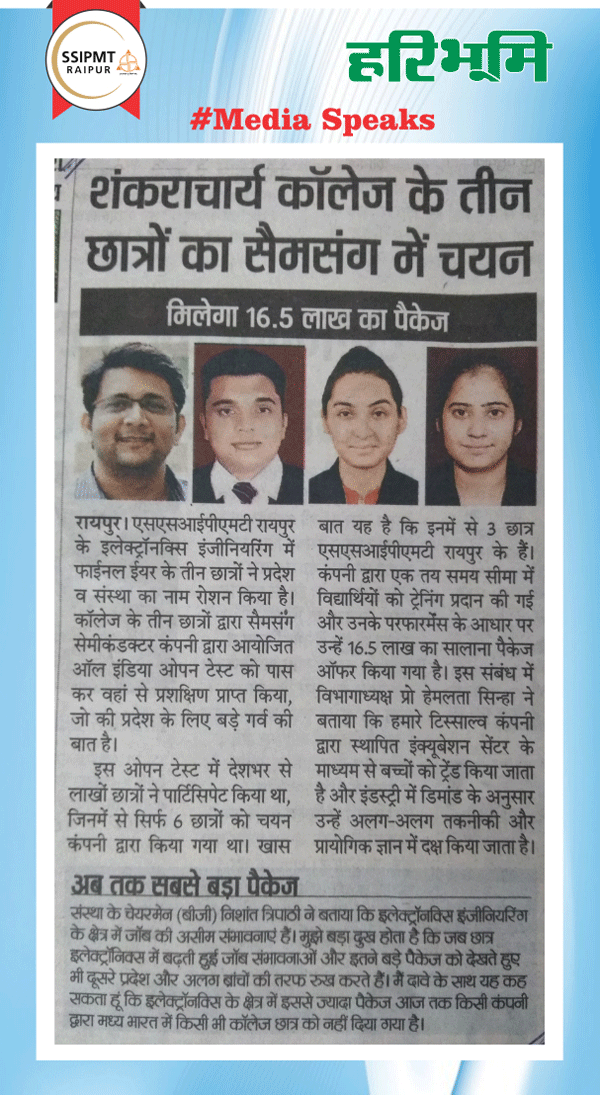 SSIPMT
RAIPUR
हरिभूमि
#Media Speaks
शंकराचार्य कॉलेज के तीन
छात्रों का सैमसंग में चयन
मिलेगा 16.5 लाख का पैकेज
रायपुर। एसएसआईपीएमटी रायपुर
के इलेक्ट्रॉनक्सि इंजीनियरिंग में
फाईनल ईयर के तीन छात्रों ने प्रदेश
व संस्था का नाम रोशन किया है।
कॉलेज के तीन छात्रों द्वारा सैमसंग
सेमीकंडक्टर कंपनी द्वारा आयोजित
ऑल इंडिया ओपन टेस्ट को पास
कर वहां से प्रशक्षिण प्राप्त किया,
जो की प्रदेश के लिए बड़े गर्व की
बात है।
इस ओपन टेस्ट में देशभर से
लाखों छात्रों ने पार्टिसिपेट किया था,
जिनमें से सिर्फ 6 छात्रों को चयन
कंपनी द्वारा किया गया था। खास
बात यह है कि इनमें से 3 छात्र
एसएसआईपीएमटी रायपुर के हैं।
कंपनी द्वारा एक तय समय सीमा में
विद्यार्थियों को ट्रेनिंग प्रदान की गई
और उनके परफारमेंस के आधार पर
उन्हें 16.5 लाख का सालाना पैकेज
ऑफर किया गया है। इस संबंध में
विभागाध्यक्ष प्रो हेमलता सिन्हा ने
बताया कि हमारे टिस्साल्व कंपनी
द्वारा स्थापित इंक्यूबेशन सेंटर के
माध्यम से बच्चों को ट्रेंड किया जाता
है और इंडस्ट्री में डिमांड के अनुसार
उन्हें अलग-अलग तकनीकी और
प्रायोगिक ज्ञान में दक्ष किया जाता है।
अब तक सबसे बड़ा पैकेज
संस्था के चेयरमेन (बीजी) निशांत त्रिपाठी ने बताया कि इलेक्ट्रॉनक्सि इंजीनियरिंग
के क्षेत्र में जॉब की असीम संभावनाएं हैं। मुझे बड़ा दुख होता है कि जब छात्र
इलेक्ट्रॉनिक्स में बढ़ती हुई जॉब संभावनाओं और इतने बड़े पैकेज को देखते हुए
भी दूसरे प्रदेश और अलग ब्रांचों की तरफ रुख करते हैं। मैं दावे के साथ यह कह
सकता हूं कि इलेक्ट्रॉनक्सि के क्षेत्र में इससे ज्यादा पैकेज आज तक किसी कंपनी
द्वारा मध्य भारत में किसी भी कॉलेज छात्र को नहीं दिया गया है।